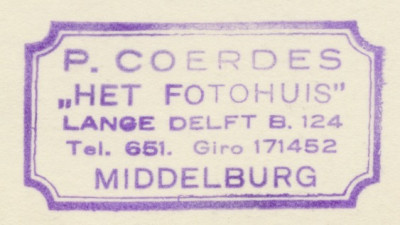 P. COERDES
„HET FOTOHUIS"
LANGE DELFT B. 124
Tel. 651. Giro 171452
MIDDELBURG